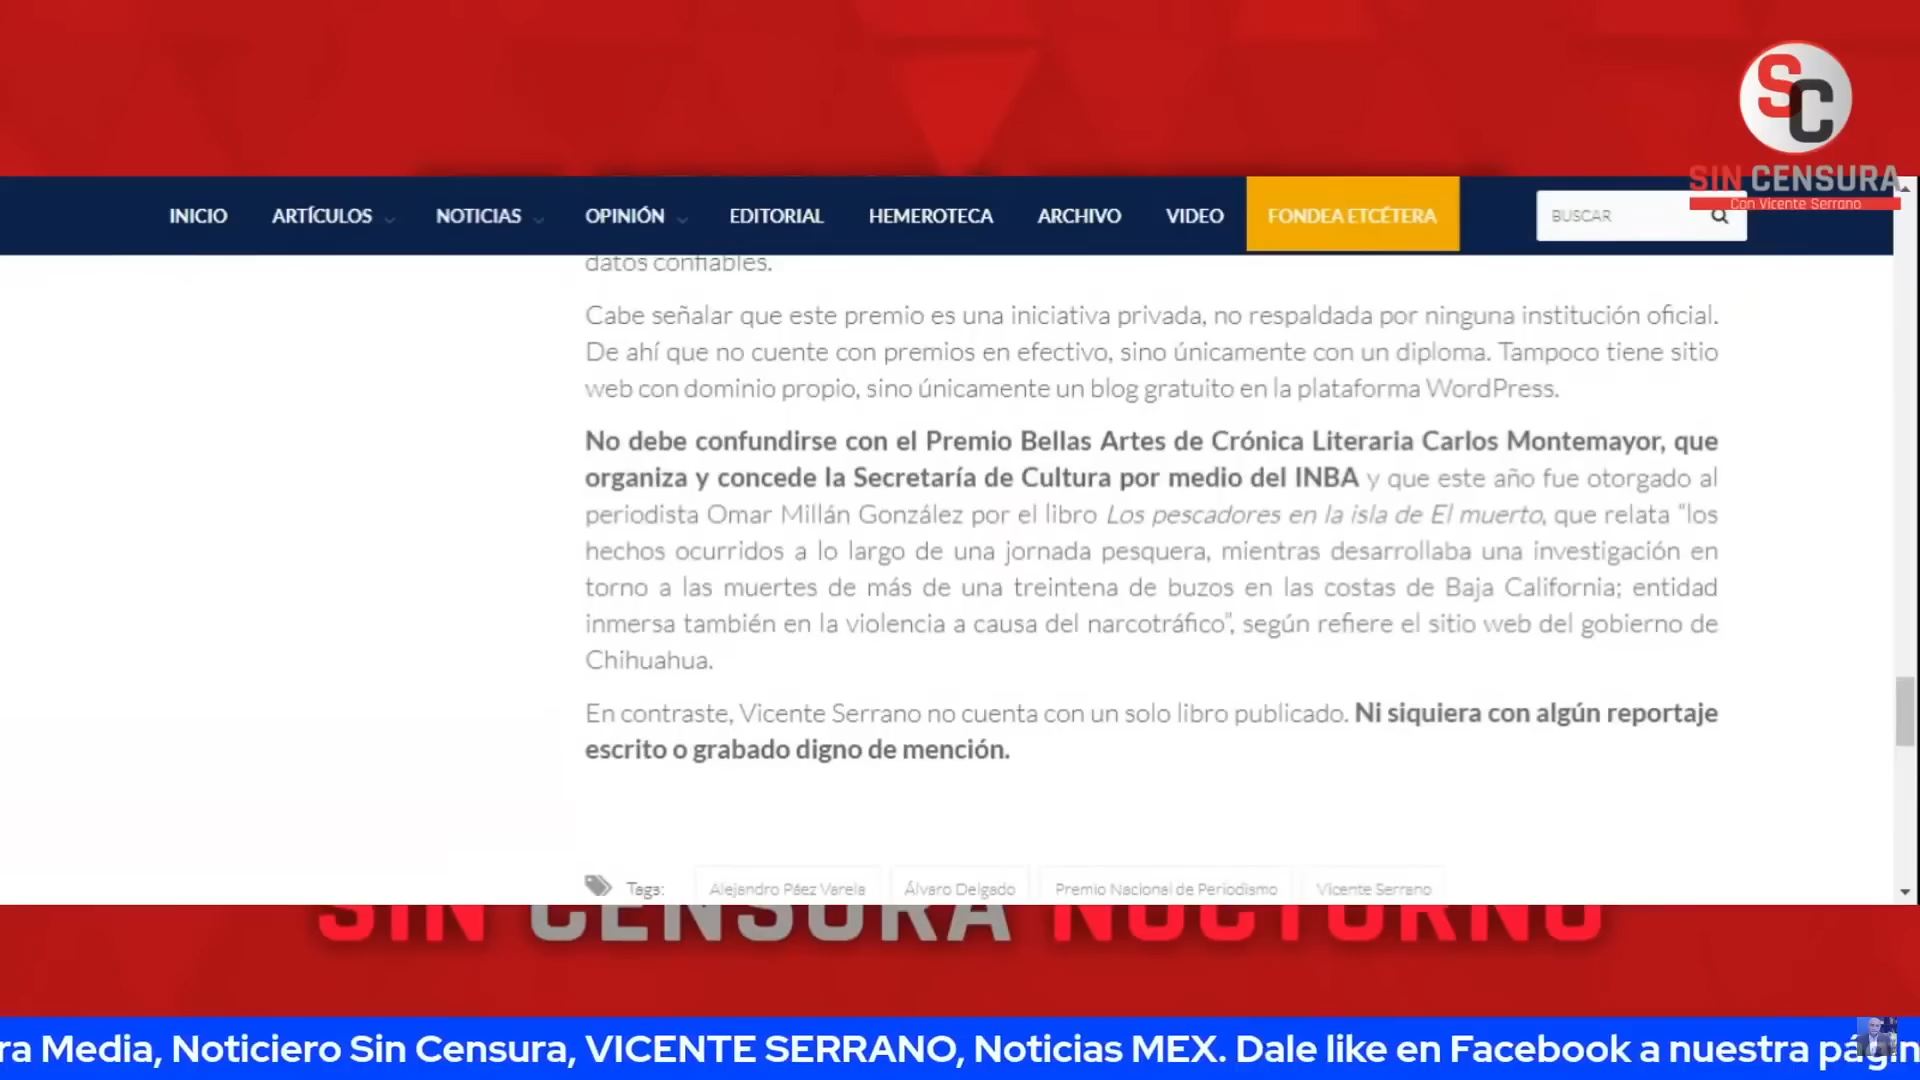 SC
SIN CENSURA
Con Vicente Serrano
INICIO ARTÍCULOS NOTICIAS OPINIÓN EDITORIAL HEMEROTECA ARCHIVO VIDEO FONDEA ETCÉTERA BUSCAR
datos confiables.
Cabe señalar que este premio es una iniciativa privada, no respaldada por ninguna institución oficial.
De ahí que no cuente con premios en efectivo, sino únicamente con un diploma. Tampoco tiene sitio
web con dominio propio, sino únicamente un blog gratuito en la plataforma WordPress.
No debe confundirse con el Premio Bellas Artes de Crónica Literaria Carlos Montemayor, que
organiza y concede la Secretaría de Cultura por medio del INBA y que este año fue otorgado al
periodista Omar Millán González por el libro Los pescadores en la isla de El muerto, que relata “los
hechos ocurridos a lo largo de una jornada pesquera, mientras desarrollaba una investigación en
torno a las muertes de más de una treintena de buzos en las costas de Baja California; entidad
inmersa también en la violencia a causa del narcotráfico”, según refiere el sitio web del gobierno de
Chihuahua.
En contraste, Vicente Serrano no cuenta con un solo libro publicado. Ni siquiera con algún reportaje
escrito o grabado digno de mención.
Tags: Alejandro Páez Varela Álvaro Delgado Premio Nacional de Periodismo Vicente Serrano
SIN CENSURA NOCTURNO
ra Media, Noticiero Sin Censura, VICENTE SERRANO, Noticias MEX. Dale like en Facebook a nuestra págin